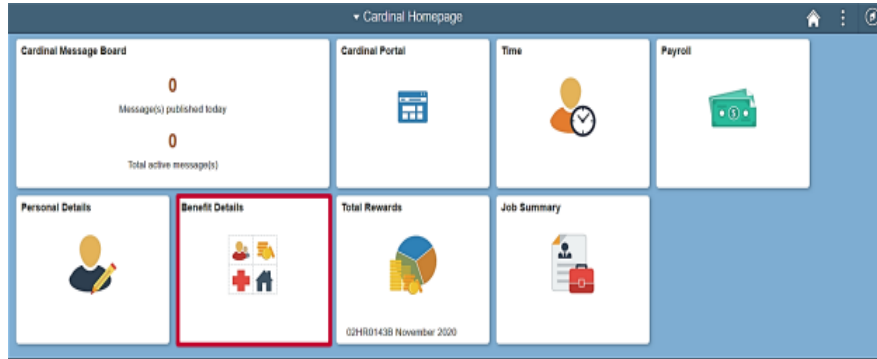 Cardinal Homepage
Cardinal Message Board
0
Message(s) published today
0
Total active message(s)
Cardinal Portal
Time
Payroll
Personal Details
Benefit Details
Total Rewards
02HR0143B November 2020
Job Summary